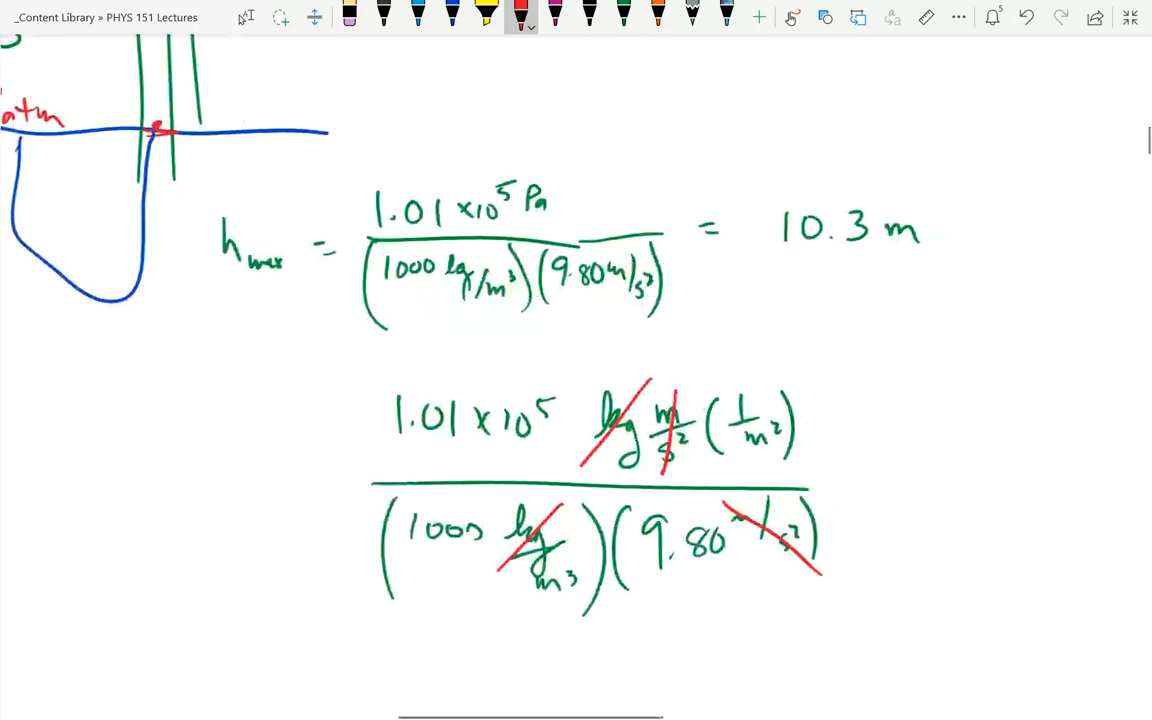 _Content Library » PHYS 151 Lectures
5
atm
h_max = 1.01 ×10^5 Pa / (1000 kg/m^3)(9.80 m/s^2) = 10.3 m
1.01 × 10^5 kg m/s^2 (1/m^2)
(1000 kg/m^3)(9.80 m/s^2)